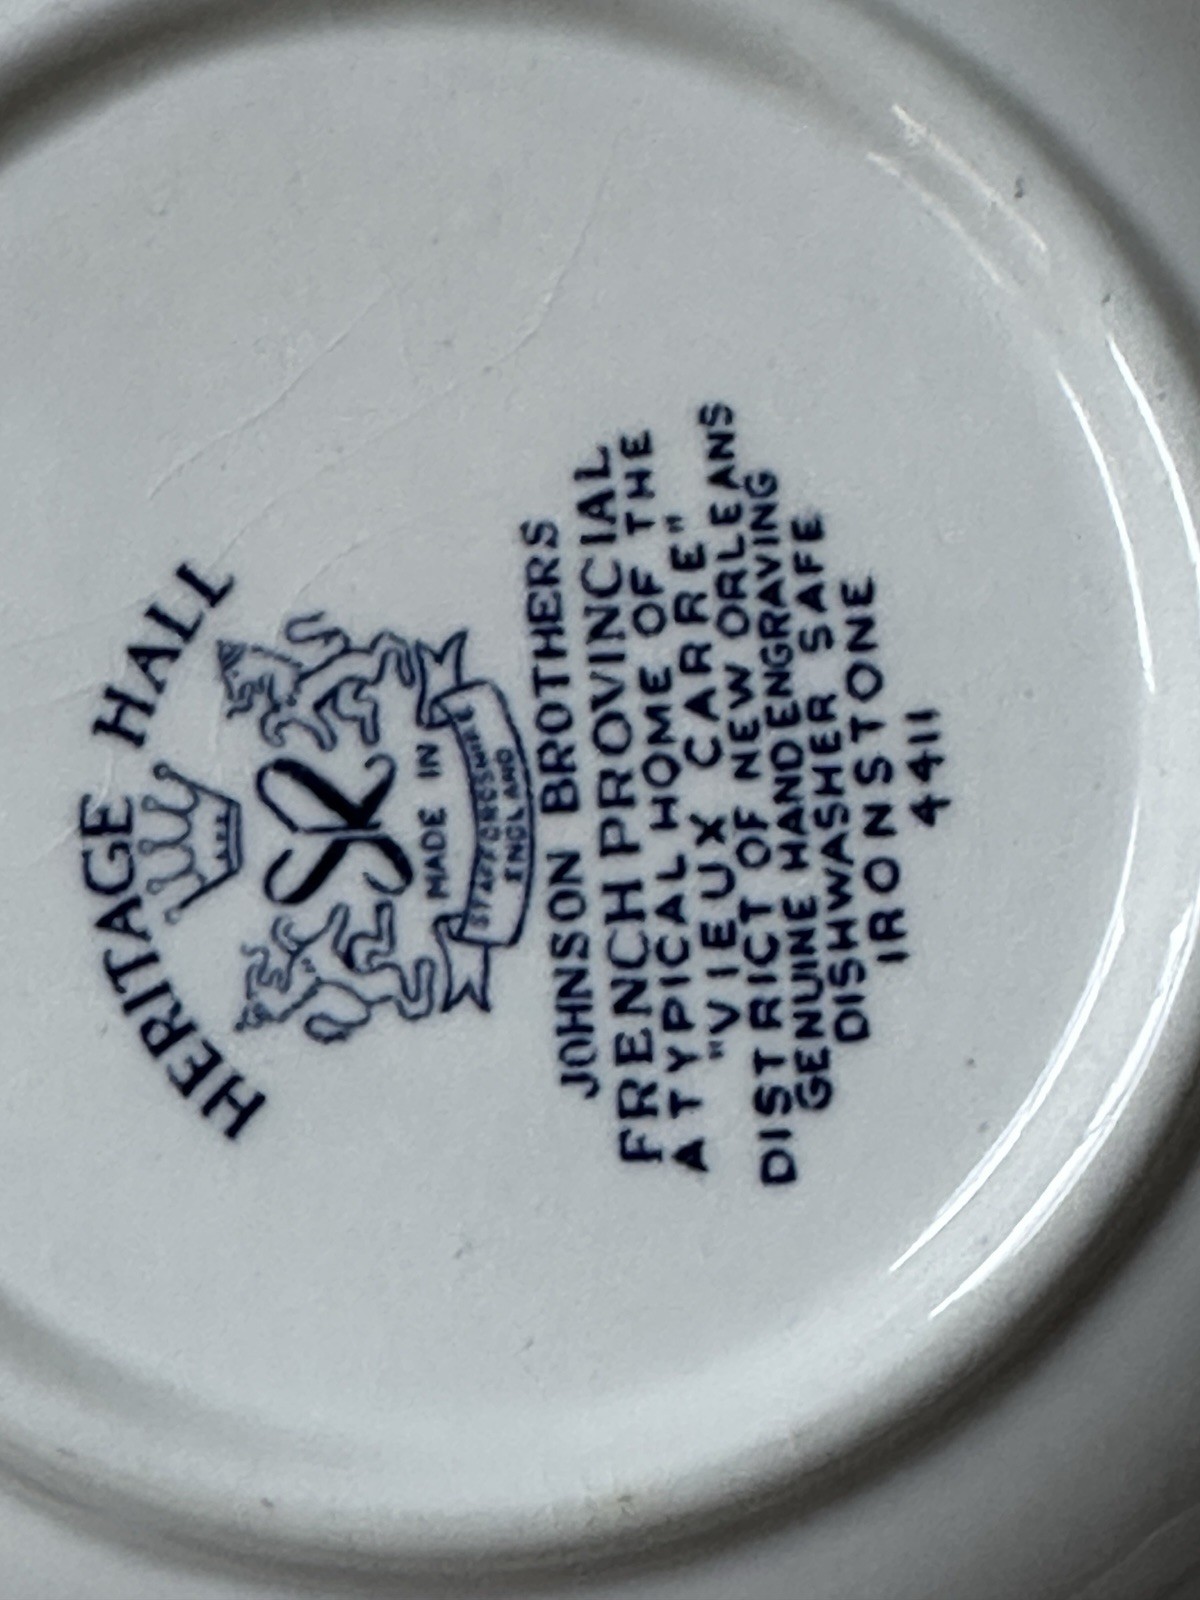 HERITAGE HALL
MADE IN
STAFFORDSHIRE
ENGLAND
JOHNSON BROTHERS
FRENCH PROVINCIAL
A TYPICAL HOME OF THE
"VIEUX CARRE"
DISTRICT OF NEW ORLEANS
GENUINE HANDENGRAVING
DISHWASHER SAFE
IRONSTONE
4411